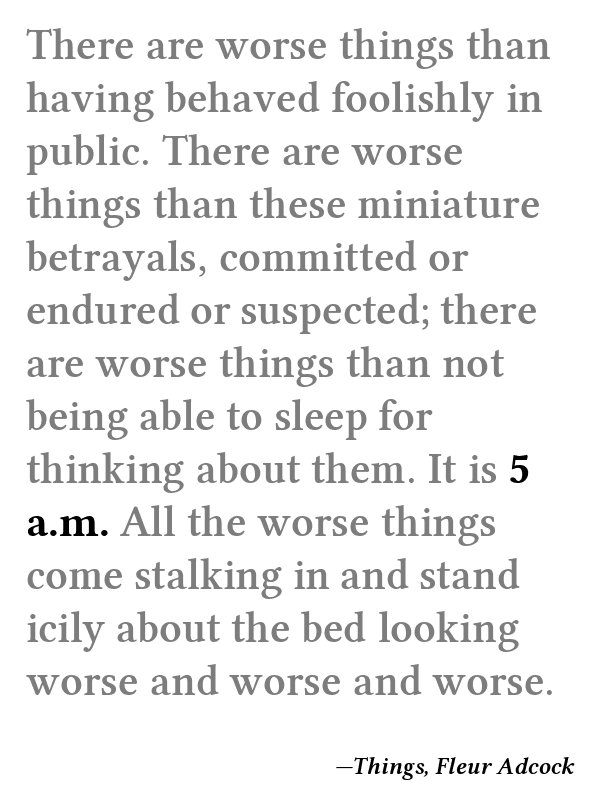 There are worse things than
having behaved foolishly in
public. There are worse
things than these miniature
betrayals, committed or
endured or suspected; there
are worse things than not
being able to sleep for
thinking about them. It is 5
a.m. All the worse things
come stalking in and stand
icily about the bed looking
worse and worse and worse.
—Things, Fleur Adcock